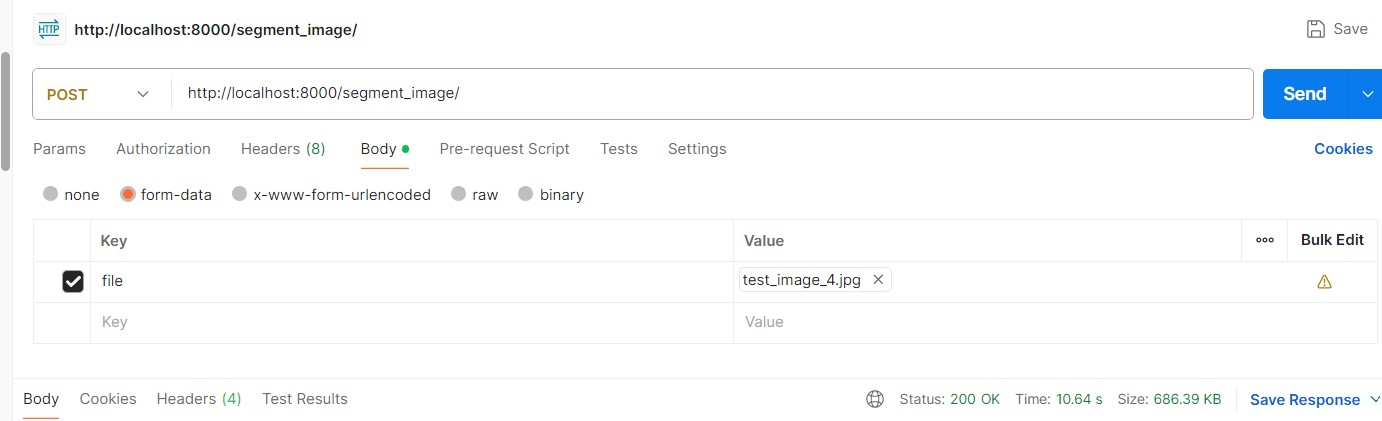 HTTP http://localhost:8000/segment_image/ Save
POST http://localhost:8000/segment_image/ Send
Params Authorization Headers (8) Body Pre-request Script Tests Settings Cookies
none form-data x-www-form-urlencoded raw binary
Key Value Bulk Edit
file test_image_4.jpg
Key Value
Body Cookies Headers (4) Test Results Status: 200 OK Time: 10.64 s Size: 686.39 KB Save Response